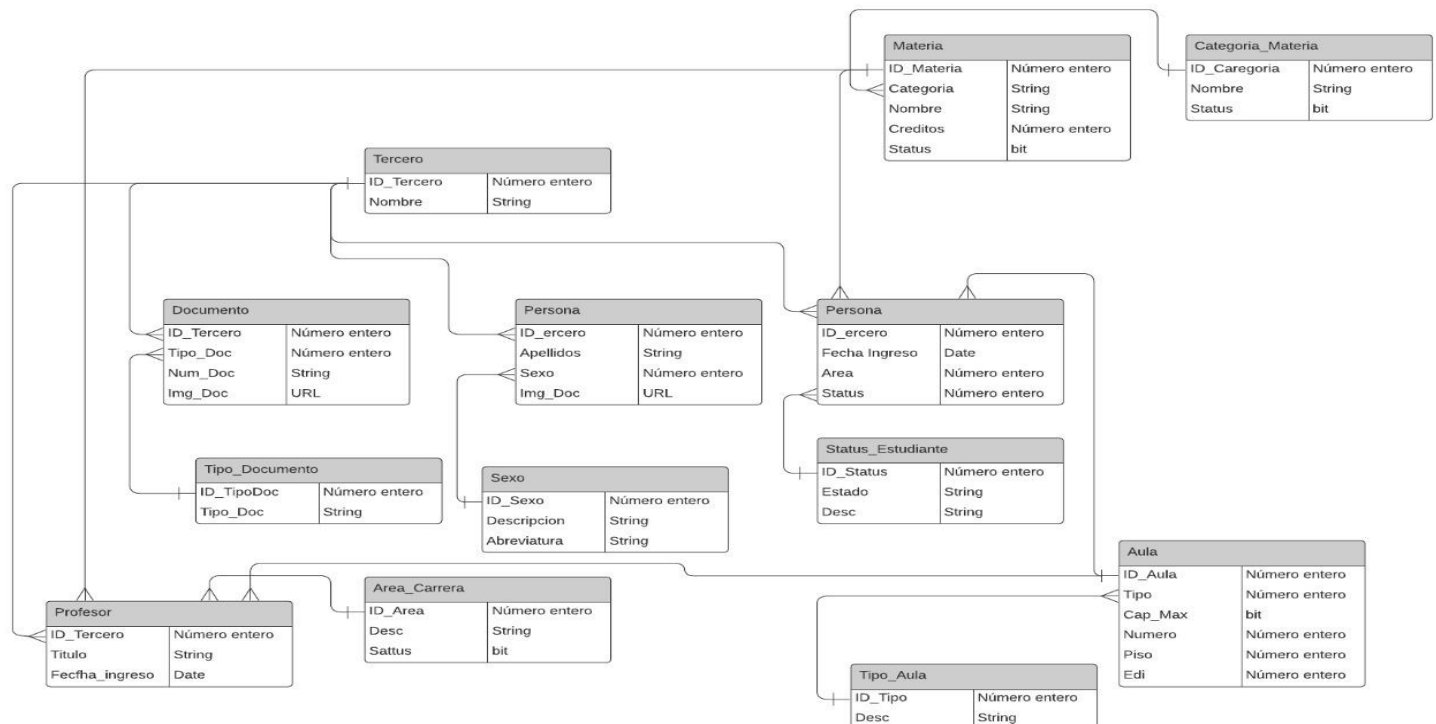 Materia
ID_Materia Número entero
Categoria String
Nombre String
Creditos Número entero
Status bit
Categoria_Materia
ID_Caregoria Número entero
Nombre String
Status bit
Tercero
ID_Tercero Número entero
Nombre String
Documento
ID_Tercero Número entero
Tipo_Doc Número entero
Num_Doc String
Img_Doc URL
Persona
ID_ercero Número entero
Apellidos String
Sexo Número entero
Img_Doc URL
Persona
ID_ercero Número entero
Fecha Ingreso Date
Area Número entero
Status Número entero
Tipo_Documento
ID_TipoDoc Número entero
Tipo_Doc String
Sexo
ID_Sexo Número entero
Descripcion String
Abreviatura String
Status_Estudiante
ID_Status Número entero
Estado String
Desc String
Profesor
ID_Tercero Número entero
Titulo String
Fecfha_ingreso Date
Area_Carrera
ID_Area Número entero
Desc String
Sattus bit
Aula
ID_Aula Número entero
Tipo Número entero
Cap_Max bit
Numero Número entero
Piso Número entero
Edi Número entero
Tipo_Aula
ID_Tipo Número entero
Desc String